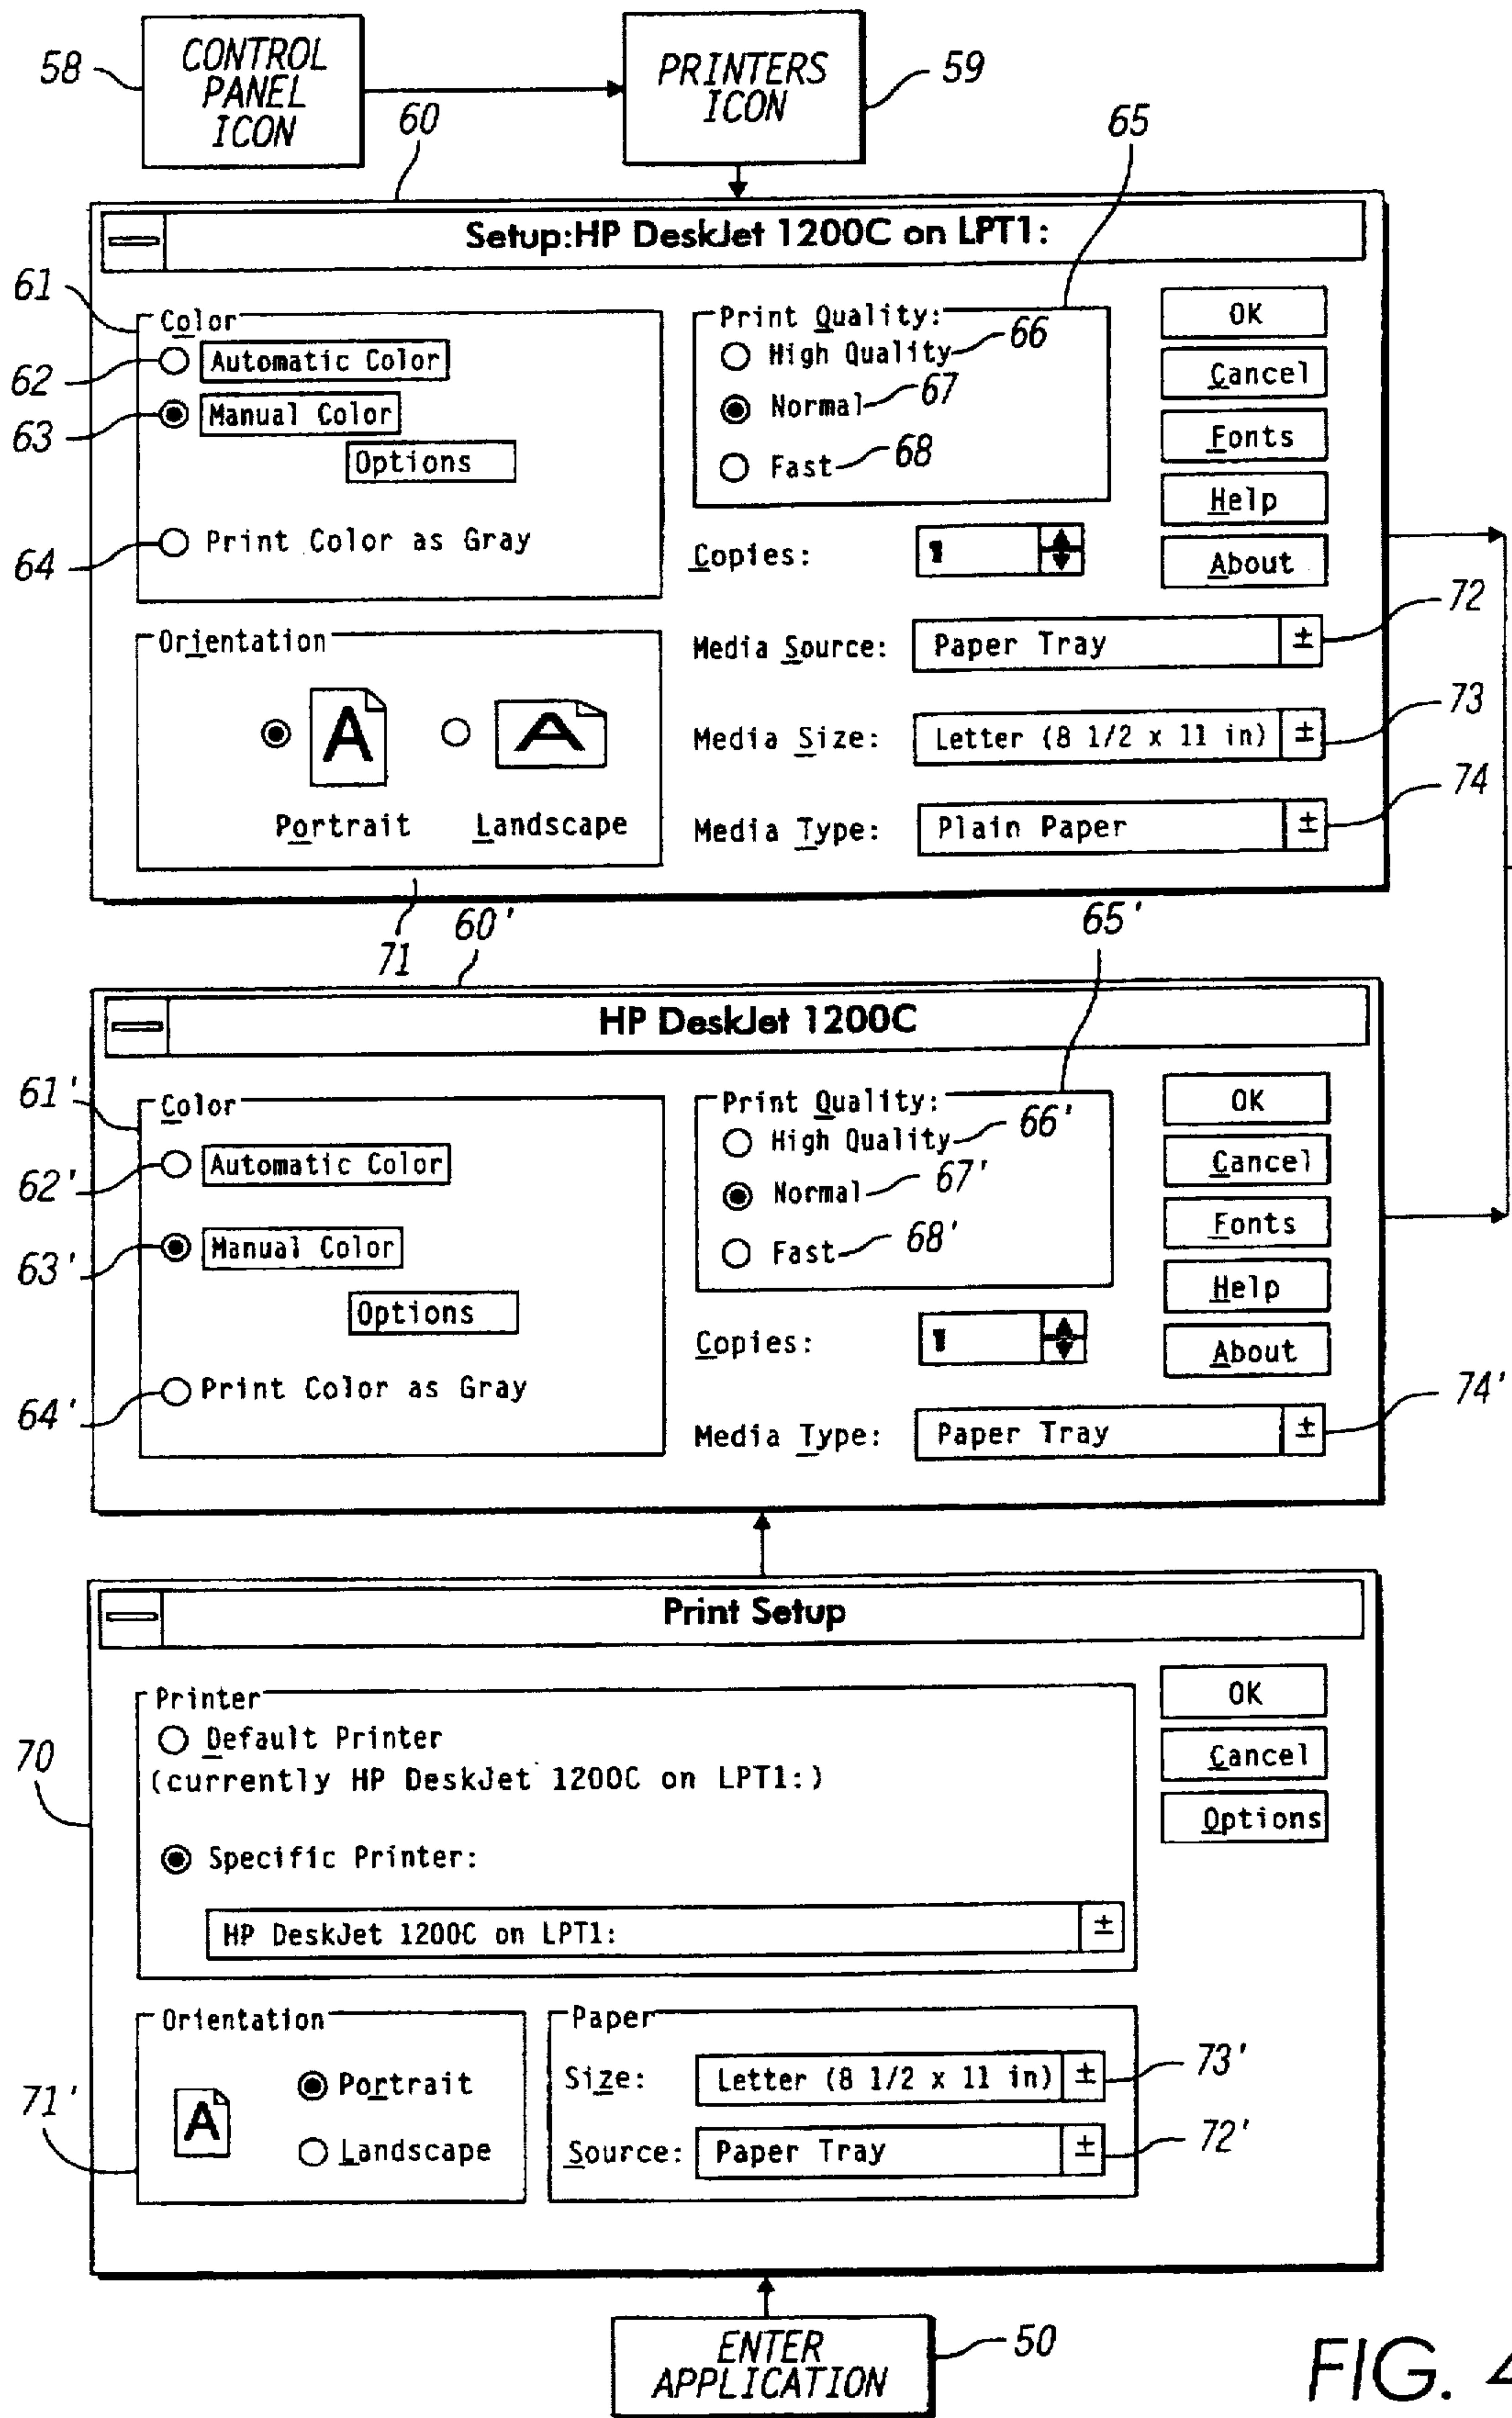 58
CONTROL
PANEL
ICON
PRINTERS
ICON
59
60
65
Setup:HP DeskJet 1200C on LPT1:
61
Color
62
Automatic Color
63
Manual Color
Options
64
Print Color as Gray
Print Quality:
High Quality
66
Normal
67
Fast
68
OK
Cancel
Fonts
Help
About
Copies:
1
Orientation
Portrait
Landscape
71
Media Source:
Paper Tray
±
72
Media Size:
Letter (8 1/2 x 11 in)
±
73
Media Type:
Plain Paper
±
74
60'
65'
HP DeskJet 1200C
61'
Color
62'
Automatic Color
63'
Manual Color
Options
64'
Print Color as Gray
Print Quality:
High Quality
66'
Normal
67'
Fast
68'
OK
Cancel
Fonts
Help
About
Copies:
1
Media Type:
Paper Tray
±
74'
Print Setup
70
Printer
Default Printer
(currently HP DeskJet 1200C on LPT1:)
Specific Printer:
HP DeskJet 1200C on LPT1:
±
OK
Cancel
Options
71'
Orientation
A
Portrait
Landscape
Paper
Size:
Letter (8 1/2 x 11 in)
±
73'
Source:
Paper Tray
±
72'
ENTER
APPLICATION
50
FIG. 4